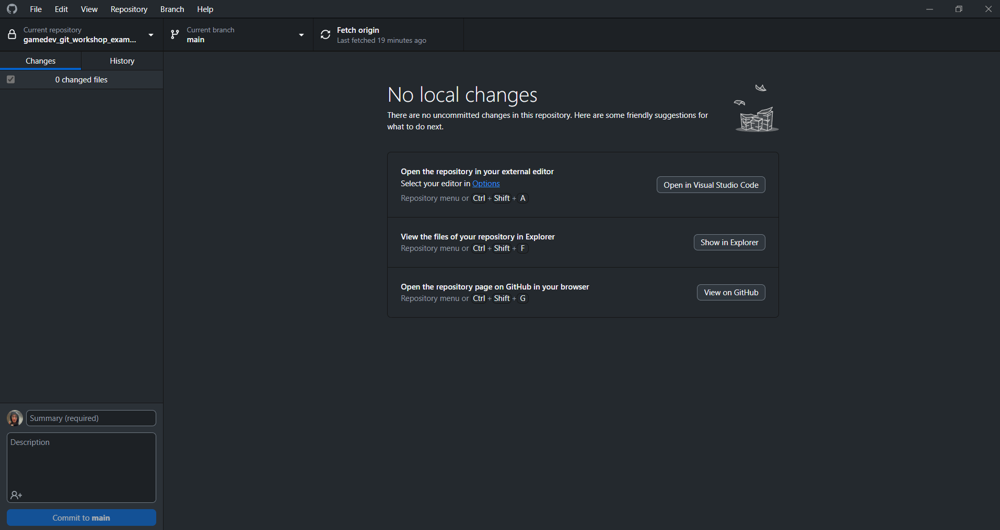 File Edit View Repository Branch Help
Current repository
gamedev_git_workshop_exam...
Current branch
main
Fetch origin
Last fetched 19 minutes ago
Changes
History
0 changed files
No local changes
There are no uncommitted changes in this repository. Here are some friendly suggestions for
what to do next.
Open the repository in your external editor
Select your editor in Options
Repository menu or Ctrl + Shift + A
Open in Visual Studio Code
View the files of your repository in Explorer
Repository menu or Ctrl + Shift + F
Show in Explorer
Open the repository page on GitHub in your browser
Repository menu or Ctrl + Shift + G
View on GitHub
Summary (required)
Description
Commit to main